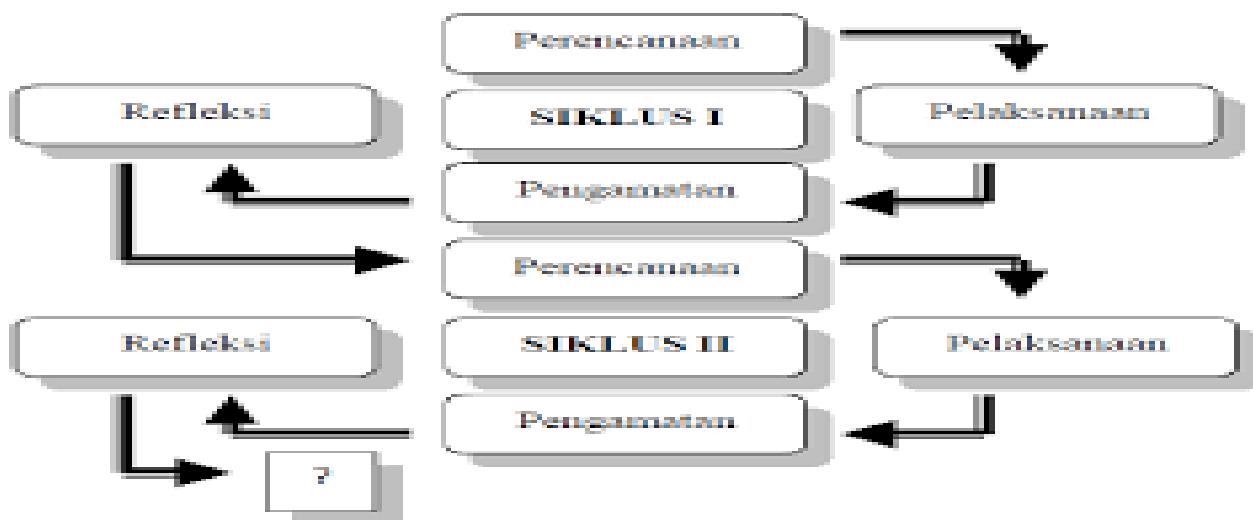 Perencanaan
Refleksi
SIKLUS I
Pelaksanaan
Pengamatan
Perencanaan
Refleksi
SIKLUS II
Pelaksanaan
Pengamatan
?